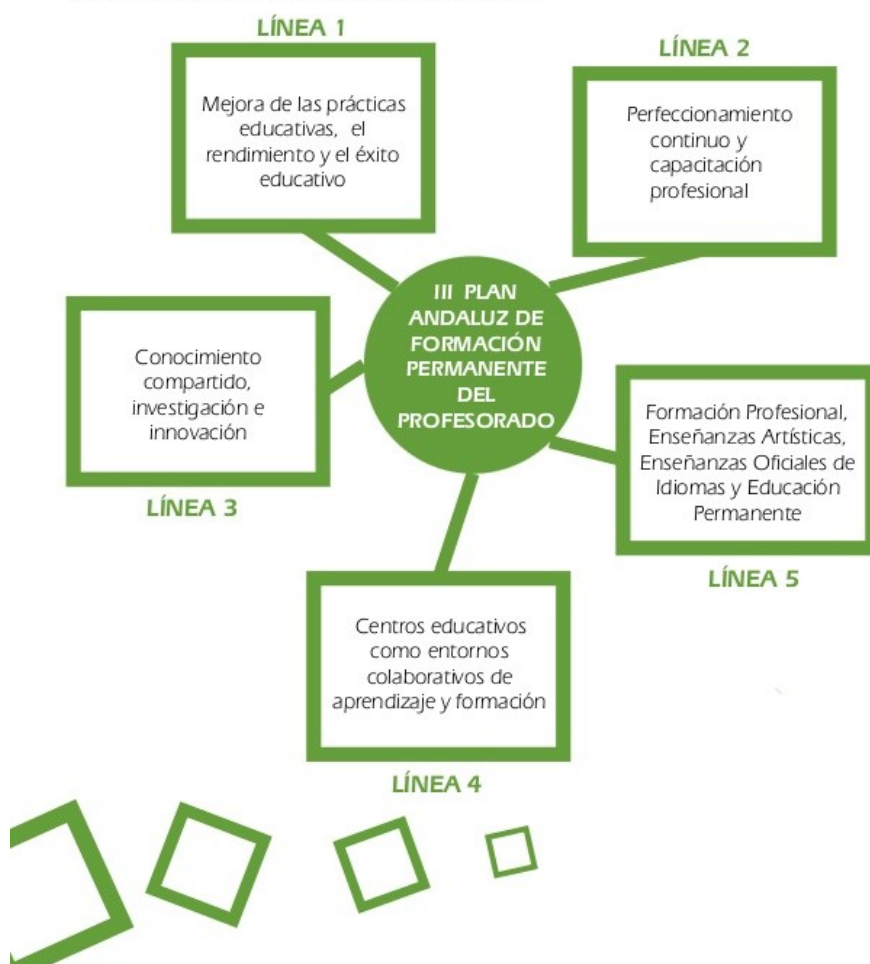 LÍNEA 1
Mejora de las prácticas
educativas, el
rendimiento y el éxito
educativo
LÍNEA 2
Perfeccionamiento
continuo y
capacitación
profesional
III PLAN
ANDALUZ DE
FORMACIÓN
PERMANENTE
DEL
PROFESORADO
Conocimiento
compartido,
investigación e
innovación
LÍNEA 3
Formación Profesional,
Enseñanzas Artísticas,
Enseñanzas Oficiales de
Idiomas y Educación
Permanente
LÍNEA 5
Centros educativos
como entornos
colaborativos de
aprendizaje y formación
LÍNEA 4